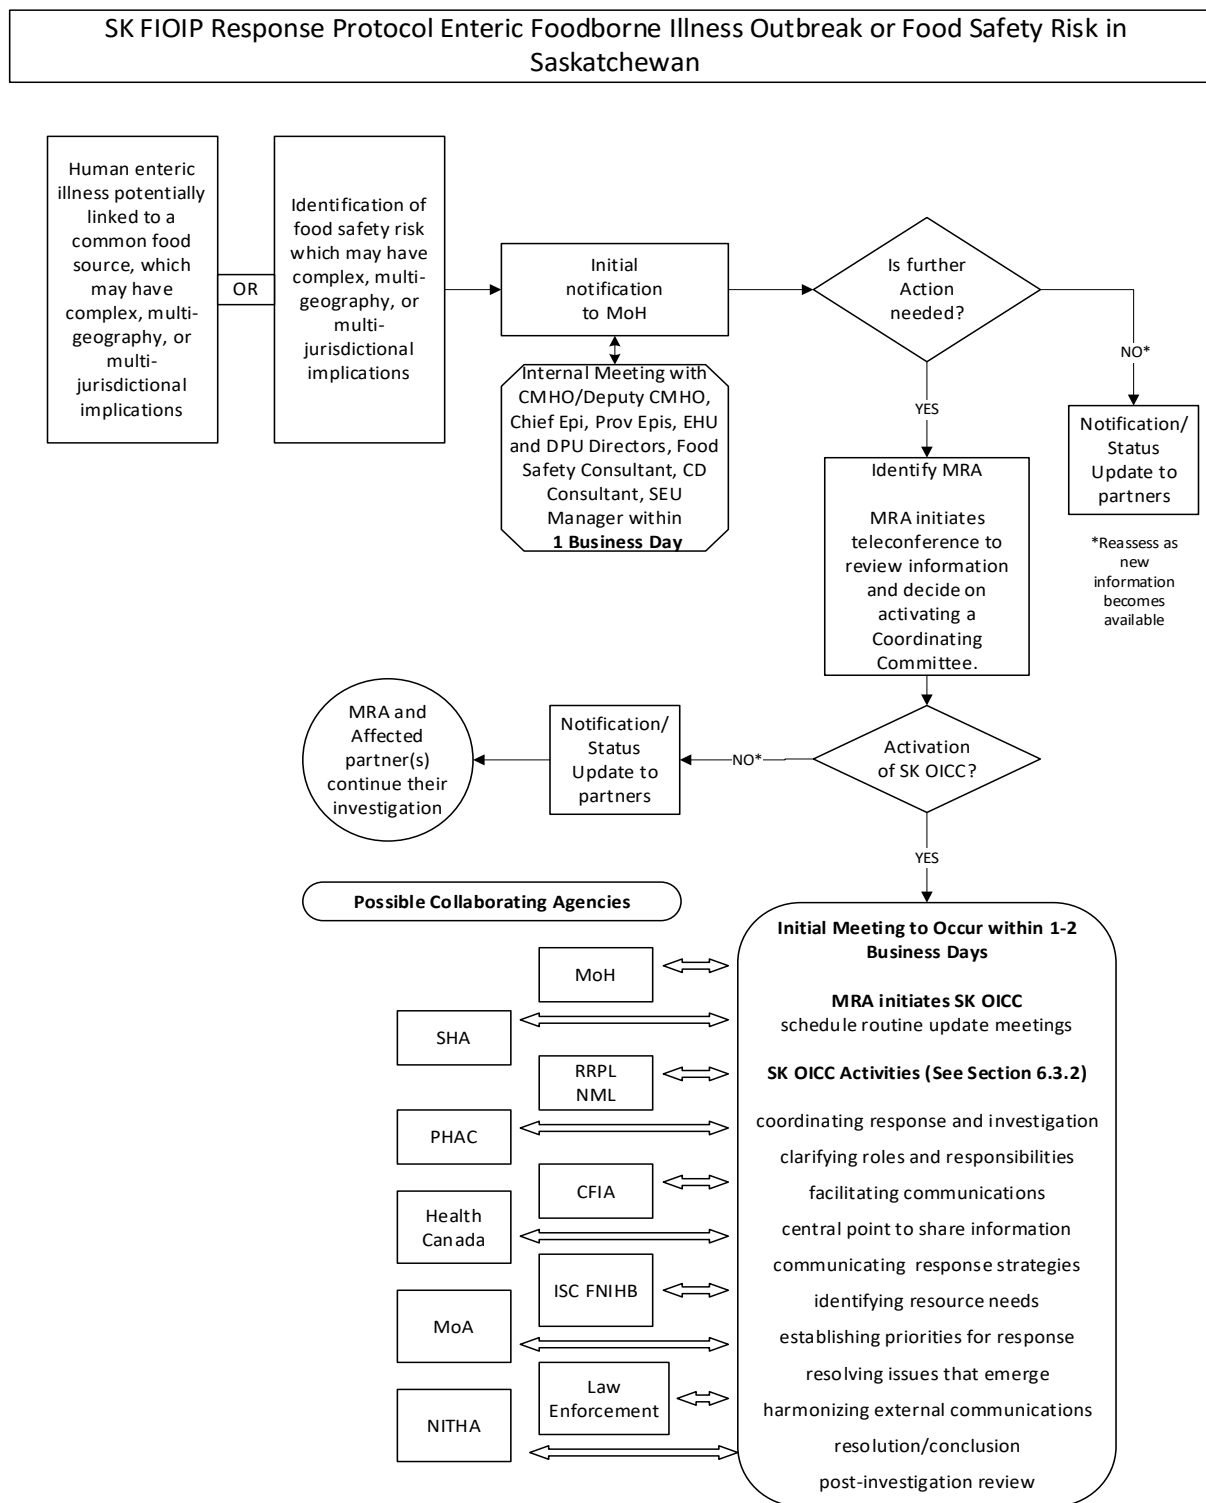 SK FIOIP Response Protocol Enteric Foodborne Illness Outbreak or Food Safety Risk in
Saskatchewan
Human enteric
illness potentially
linked to a
common food
source, which
may have
complex, multi-
geography, or
multi-
jurisdictional
implications
OR
Identification of
food safety risk
which may have
complex, multi-
geography, or
multi-
jurisdictional
implications
Initial
notification
to MoH
Internal Meeting with
CMHO/Deputy CMHO,
Chief Epi, Prov Epis, EHU
and DPU Directors, Food
Safety Consultant, CD
Consultant, SEU
Manager within
1 Business Day
Is further
Action
needed?
NO*
Notification/
Status
Update to
partners
*Reassess as
new
information
becomes
available
YES
Identify MRA
MRA initiates
teleconference to
review information
and decide on
activating a
Coordinating
Committee.
Activation
of SK OICC?
NO*
Notification/
Status
Update to
partners
MRA and
Affected
partner(s)
continue their
investigation
YES
Possible Collaborating Agencies
MoH
SHA
RRPL
NML
PHAC
CFIA
Health
Canada
ISC FNIHB
MoA
Law
Enforcement
NITHA
Initial Meeting to Occur within 1-2
Business Days
MRA initiates SK OICC
schedule routine update meetings
SK OICC Activities (See Section 6.3.2)
coordinating response and investigation
clarifying roles and responsibilities
facilitating communications
central point to share information
communicating response strategies
identifying resource needs
establishing priorities for response
resolving issues that emerge
harmonizing external communications
resolution/conclusion
post-investigation review